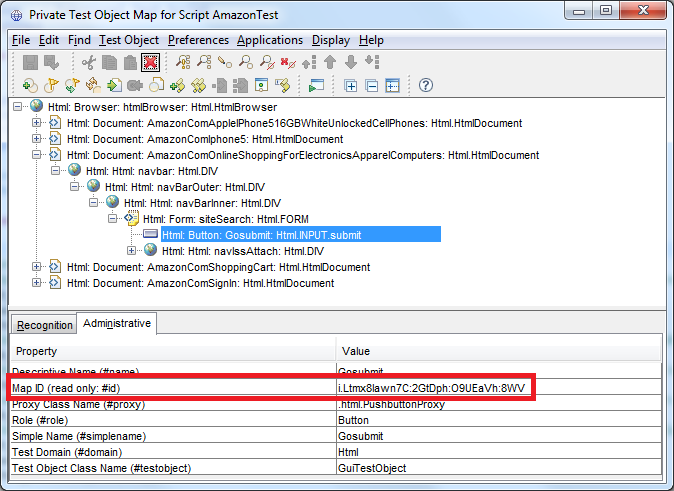 Private Test Object Map for Script AmazonTest
File Edit Find Test Object Preferences Applications Display Help
Html: Browser: htmlBrowser: Html.HtmlBrowser
Html: Document: AmazonComAppleIPhone516GBWhiteUnlockedCellPhones: Html.HtmlDocument
Html: Document: AmazonComIphone5: Html.HtmlDocument
Html: Document: AmazonComOnlineShoppingForElectronicsApparelComputers: Html.HtmlDocument
Html: Html: navbar: Html.DIV
Html: Html: navBarOuter: Html.DIV
Html: Html: navBarInner: Html.DIV
Html: Form: siteSearch: Html.FORM
Html: Button: Gosubmit: Html.INPUT.submit
Html: Html: navIssAttach: Html.DIV
Html: Document: AmazonComShoppingCart: Html.HtmlDocument
Html: Document: AmazonComSignIn: Html.HtmlDocument
Recognition Administrative
Property Value
Descriptive Name (#name) Gosubmit
Map ID (read only: #id) i.Ltmx8lawn7C:2GtDph:O9UEaVh:8WV
Proxy Class Name (#proxy) .html.PushbuttonProxy
Role (#role) Button
Simple Name (#simplename) Gosubmit
Test Domain (#domain) Html
Test Object Class Name (#testobject) GuiTestObject